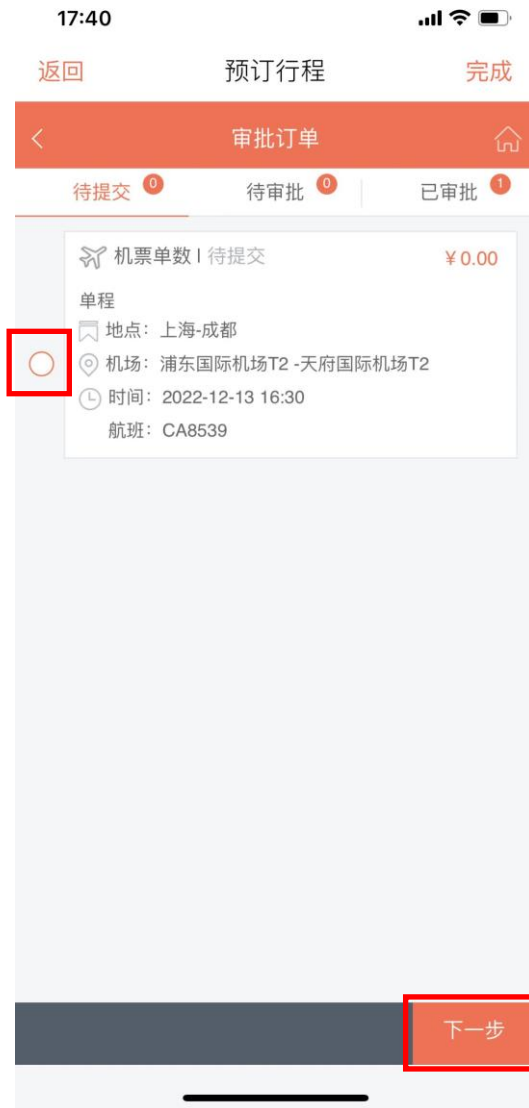 17:40
返回 预订行程 完成
审批订单
待提交 0 待审批 0 已审批 1
机票单数 | 待提交 ¥0.00
单程
地点：上海-成都
机场：浦东国际机场T2 -天府国际机场T2
时间：2022-12-13 16:30
航班：CA8539
下一步